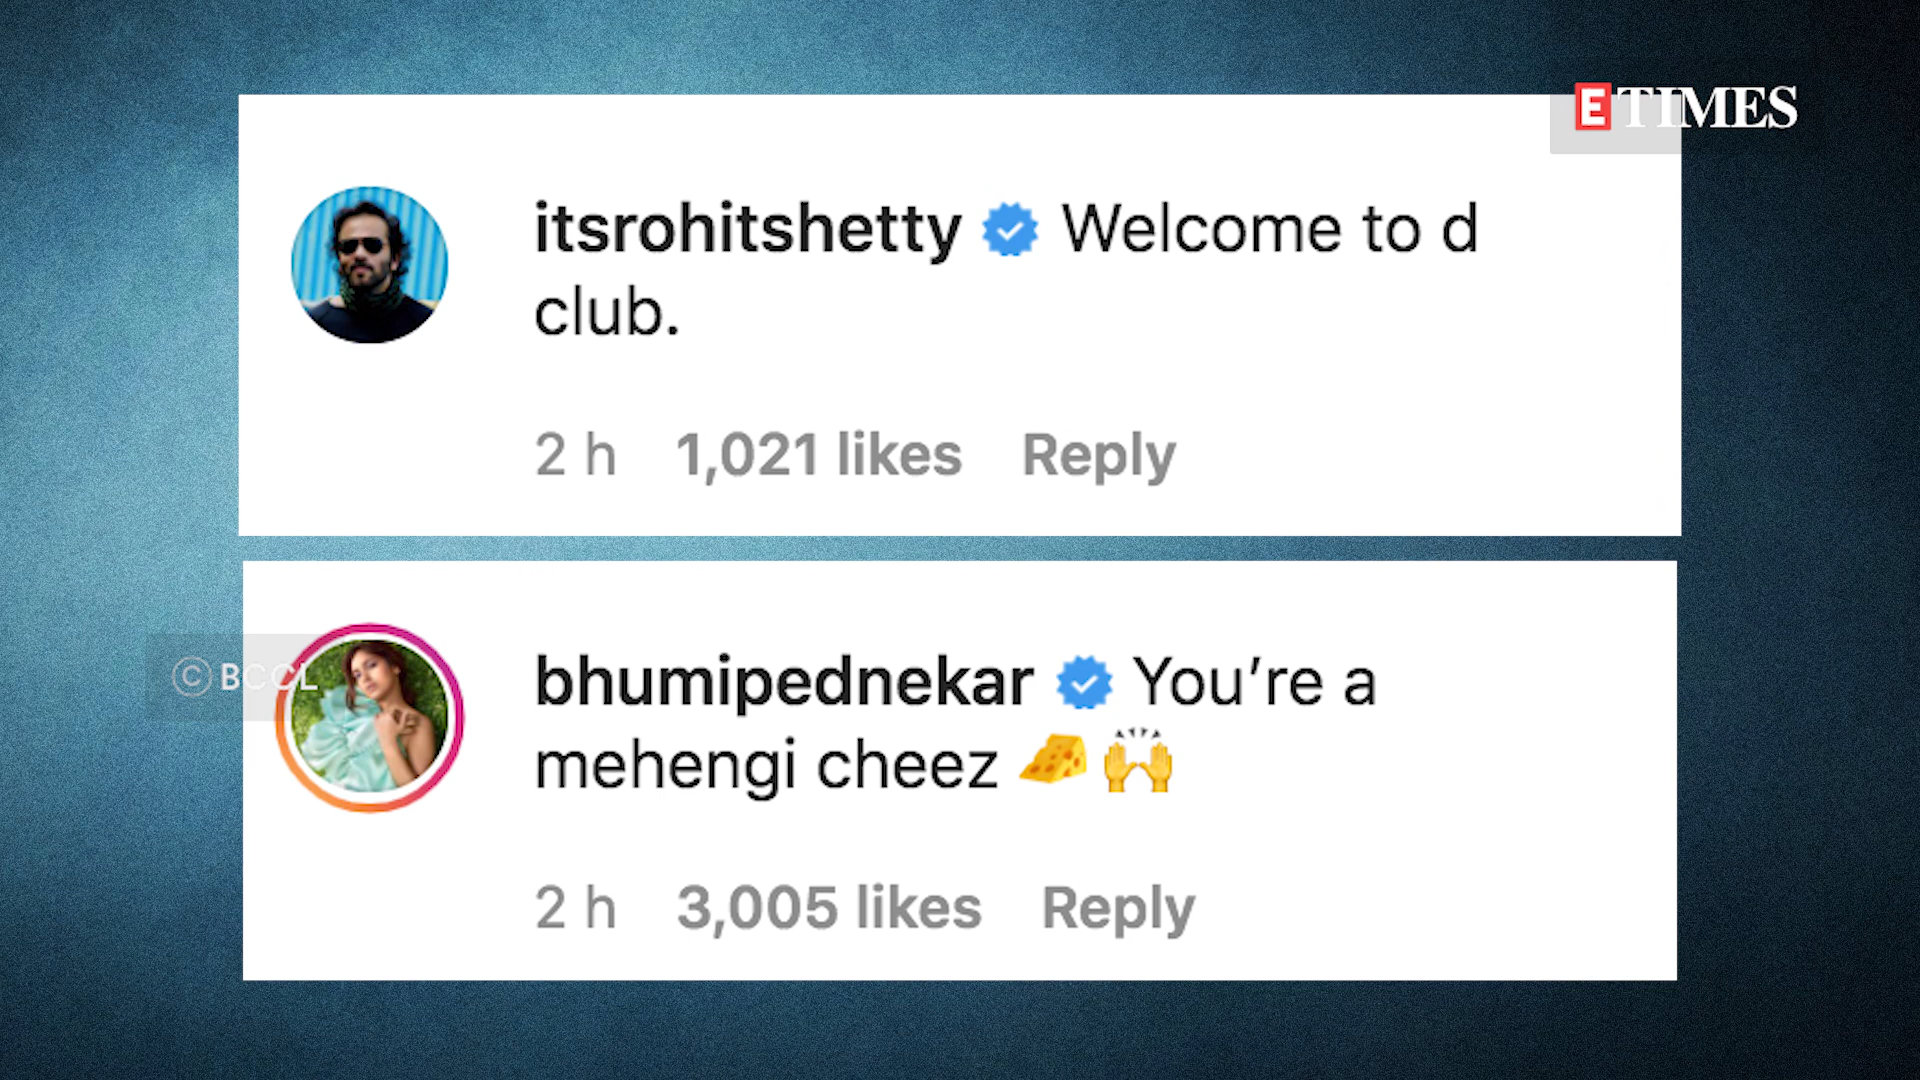 ETIMES
itsrohitshetty Welcome to d
club.
2 h 1,021 likes Reply
© BCCL
bhumipednekar You’re a
mehengi cheez 🧀 🙌
2 h 3,005 likes Reply